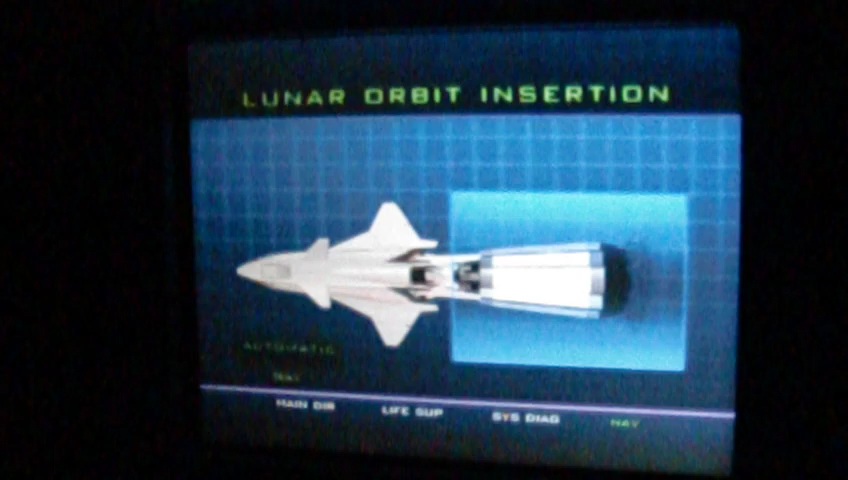 LUNAR ORBIT INSERTION
AUTOMATIC
NAV
MAIN DIR LIFE SUP SYS DIAG NAV